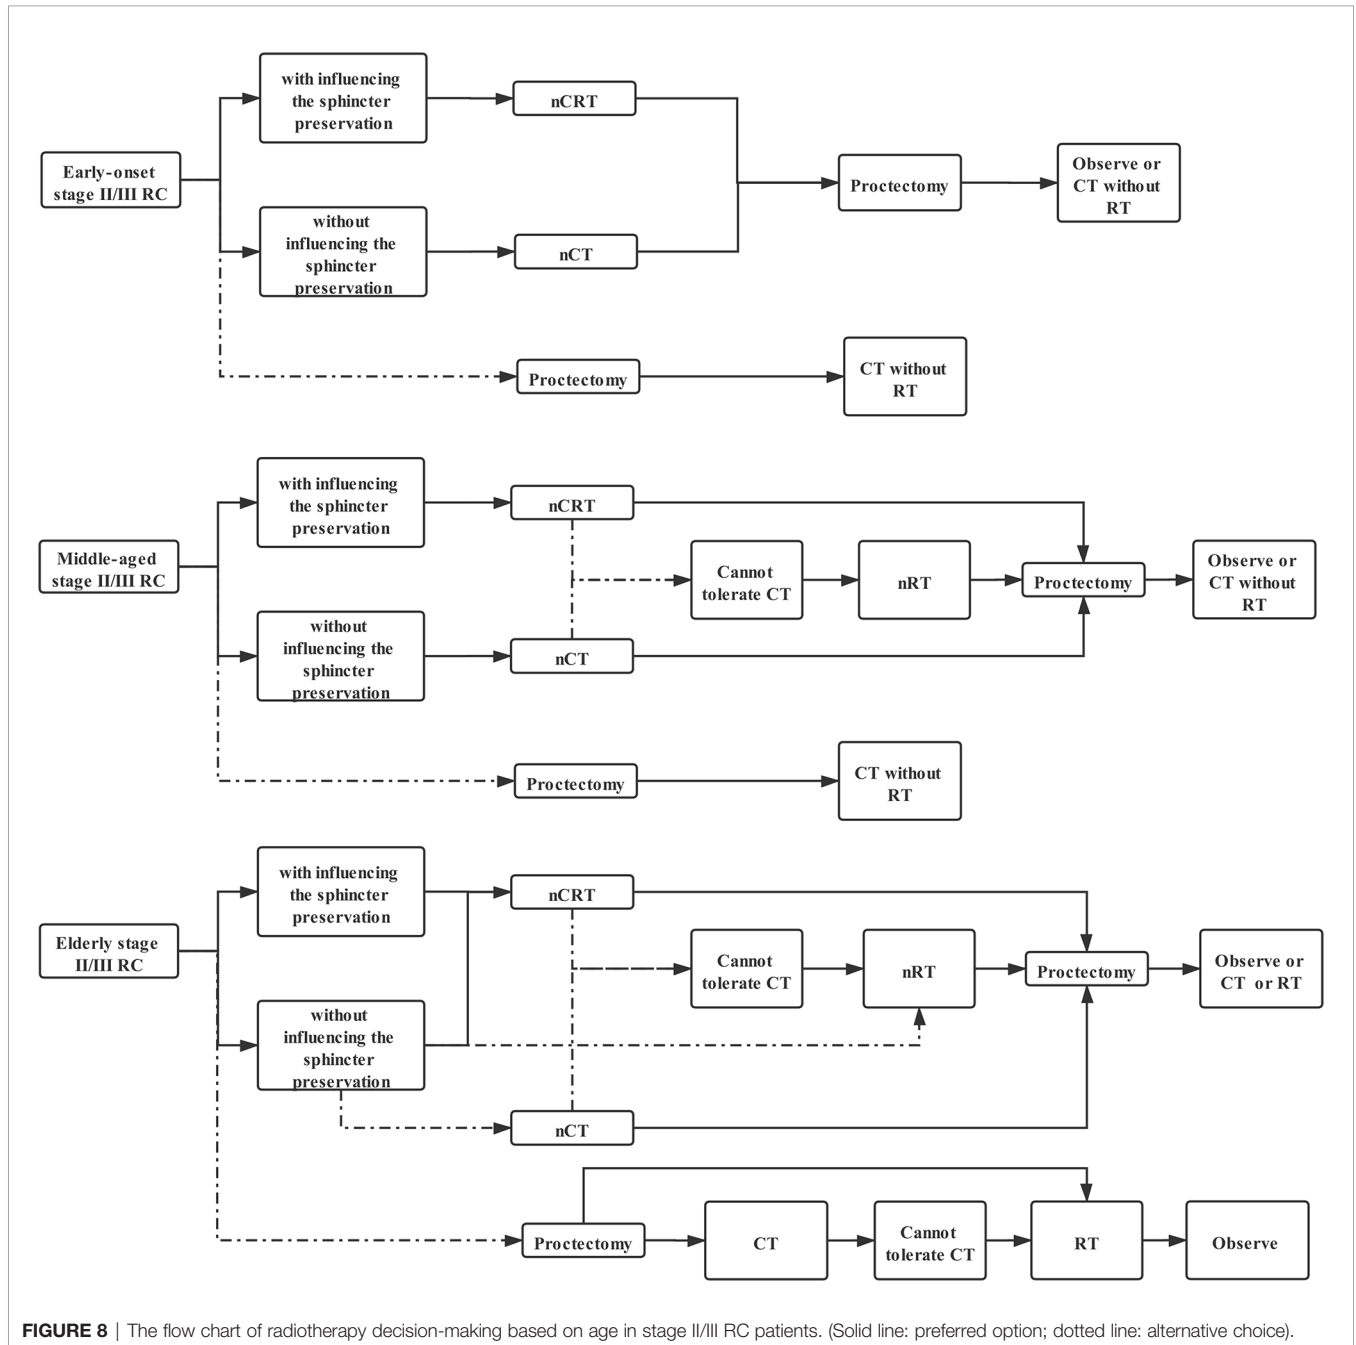 with influencing
the sphincter
preservation
nCRT
Early-onset
stage II/III RC
Proctectomy
Observe or
CT without
RT
without
influencing the
sphincter
preservation
nCT
Proctectomy
CT without
RT
with influencing
the sphincter
preservation
nCRT
Middle-aged
stage II/III RC
Cannot
tolerate CT
nRT
Proctectomy
Observe or
CT without
RT
without
influencing the
sphincter
preservation
nCT
Proctectomy
CT without
RT
with influencing
the sphincter
preservation
nCRT
Elderly stage
II/III RC
Cannot
tolerate CT
nRT
Proctectomy
Observe or
CT or RT
without
influencing the
sphincter
preservation
nCT
Proctectomy
CT
Cannot
tolerate CT
RT
Observe
FIGURE 8 | The flow chart of radiotherapy decision-making based on age in stage II/III RC patients. (Solid line: preferred option; dotted line: alternative choice).